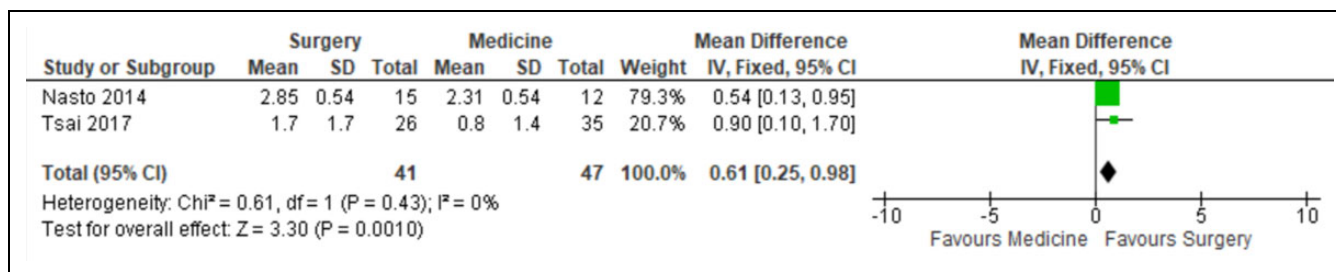 Surgery Medicine Mean Difference Mean Difference
Study or Subgroup Mean SD Total Mean SD Total Weight IV, Fixed, 95% CI IV, Fixed, 95% CI
Nasto 2014 2.85 0.54 15 2.31 0.54 12 79.3% 0.54 [0.13, 0.95]
Tsai 2017 1.7 1.7 26 0.8 1.4 35 20.7% 0.90 [0.10, 1.70]
Total (95% CI) 41 47 100.0% 0.61 [0.25, 0.98]
Heterogeneity: Chi² = 0.61, df = 1 (P = 0.43); I² = 0%
Test for overall effect: Z = 3.30 (P = 0.0010)
-10 -5 0 5 10
Favours Medicine Favours Surgery